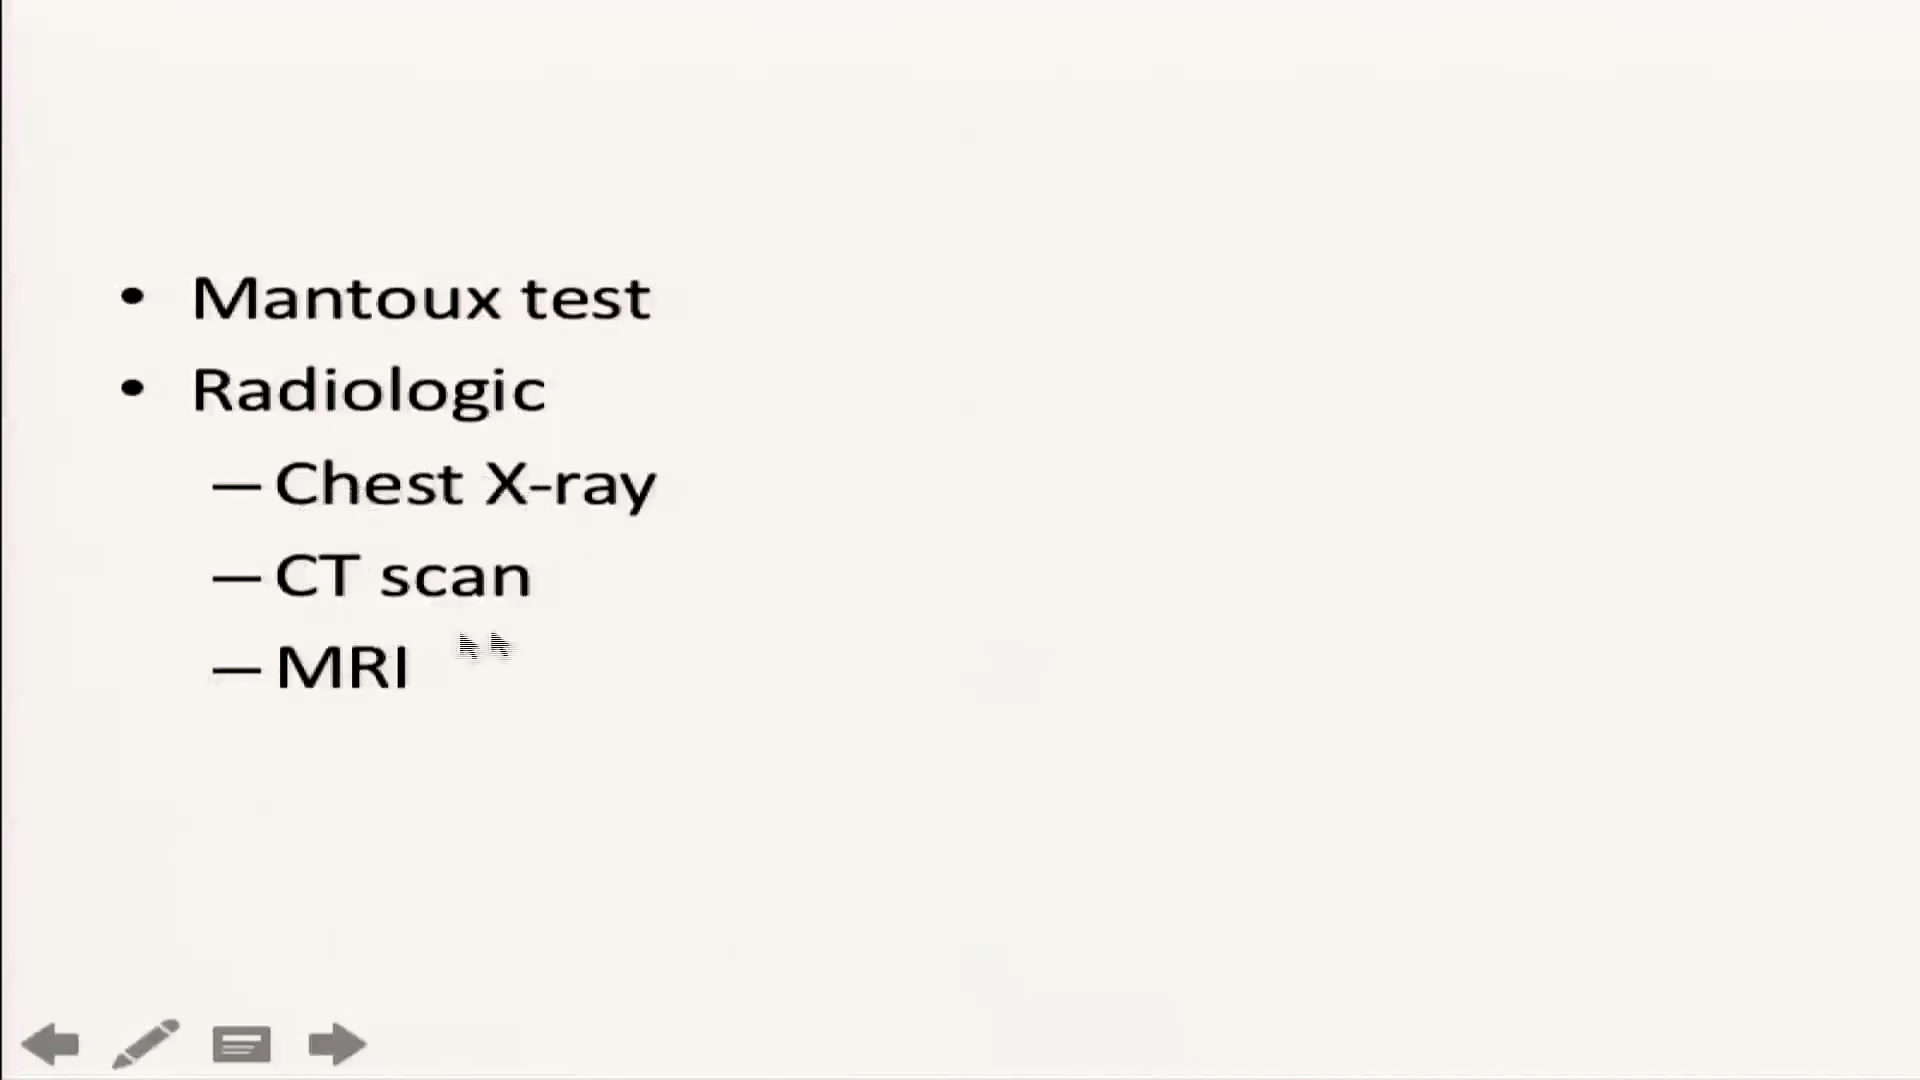 • Mantoux test
• Radiologic
– Chest X-ray
– CT scan
– MRI